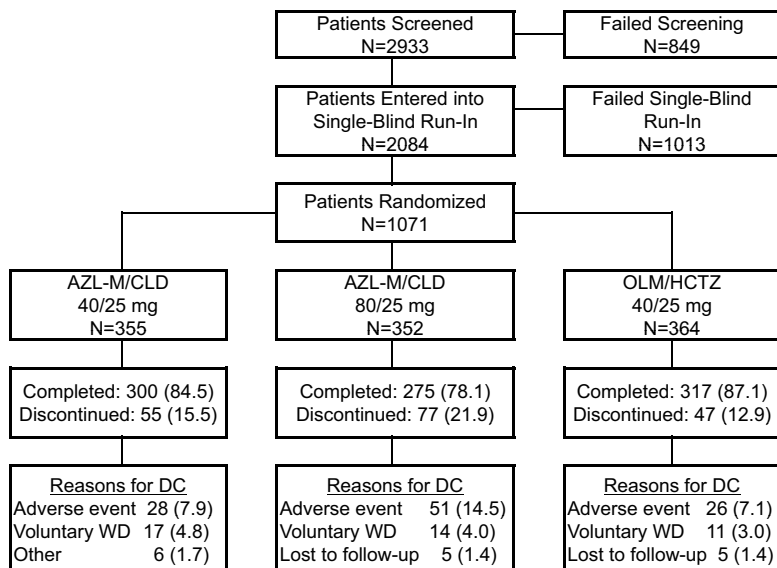 Patients Screened
N=2933
Failed Screening
N=849
Patients Entered into
Single-Blind Run-In
N=2084
Failed Single-Blind
Run-In
N=1013
Patients Randomized
N=1071
AZL-M/CLD
40/25 mg
N=355
AZL-M/CLD
80/25 mg
N=352
OLM/HCTZ
40/25 mg
N=364
Completed: 300 (84.5)
Discontinued: 55 (15.5)
Completed: 275 (78.1)
Discontinued: 77 (21.9)
Completed: 317 (87.1)
Discontinued: 47 (12.9)
Reasons for DC
Adverse event 28 (7.9)
Voluntary WD 17 (4.8)
Other 6 (1.7)
Reasons for DC
Adverse event 51 (14.5)
Voluntary WD 14 (4.0)
Lost to follow-up 5 (1.4)
Reasons for DC
Adverse event 26 (7.1)
Voluntary WD 11 (3.0)
Lost to follow-up 5 (1.4)